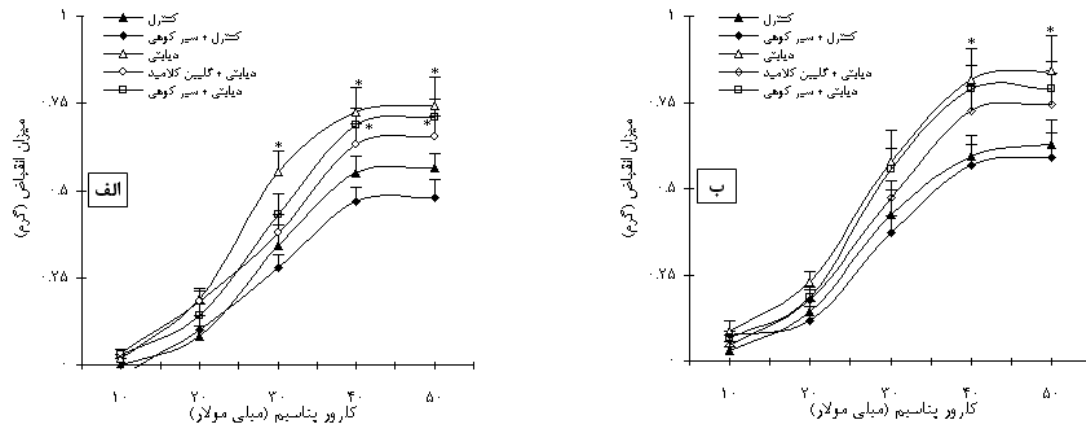 ۱
۰.۷۵
۰.۵
۰.۲۵
۰
میزان انقباض (گرم)
الف
کنترل
کنترل + سیر کوهی
دیابتی
دیابتی + گلیبن کلامید
دیابتی + سیر کوهی
* * * * *
۱۰ ۲۰ ۳۰ ۴۰ ۵۰
کلرور پتاسیم (میلی مولار)
۱
۰.۷۵
۰.۵
۰.۲۵
۰
میزان انقباض (گرم)
ب
کنترل
کنترل + سیر کوهی
دیابتی
دیابتی + گلیبن کلامید
دیابتی + سیر کوهی
* *
۱۰ ۲۰ ۳۰ ۴۰ ۵۰
کلرور پتاسیم (میلی مولار)